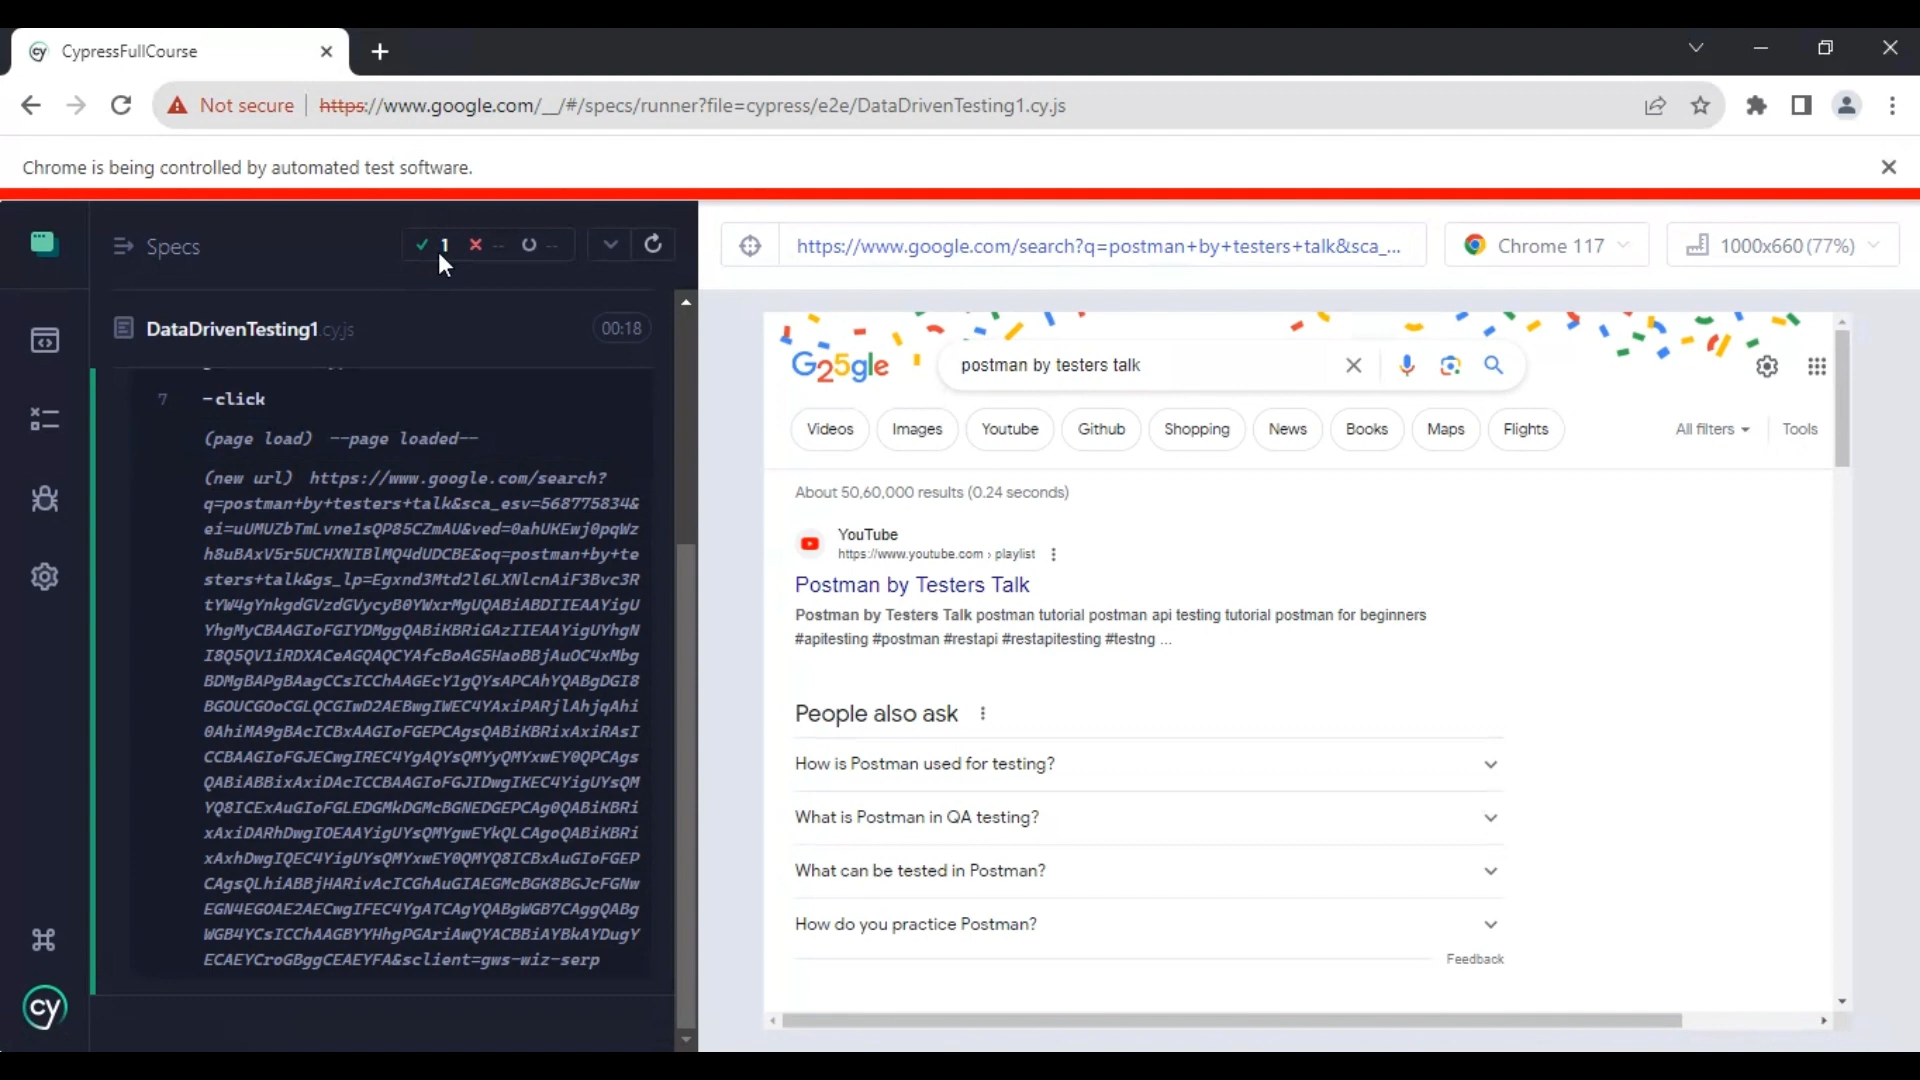 cy CypressFullCourse
Not secure https://www.google.com/__/#/specs/runner?file=cypress/e2e/DataDrivenTesting1.cy.js
Chrome is being controlled by automated test software.
Specs 1 -- --
https://www.google.com/search?q=postman+by+testers+talk&sca_...
Chrome 117
1000x660 (77%)
DataDrivenTesting1.cy.js 00:18
7 -click
(page load) --page loaded--
(new url) https://www.google.com/search?
q=postman+by+testers+talk&sca_esv=568775834&
ei=uUMUZbTmLvne1sQP85CZmAU&ved=0ahUKEwj0pqWz
h8uBAxV5r5UCHXNIBlMQ4dUDCBE&oq=postman+by+te
sters+talk&gs_lp=Egxnd3Mtd2l6LXNlcnAiF3Bvc3R
tYW4gYnkgdGVzdGVycyB0YWxrMgUQABiABDIIEAAYigU
YhgMyCBAAGIoFGIYDMggQABiKBRiGAzIIEAAYigUYhgN
I8Q5QV1iRDXACeAGQAQCYAfcBoAG5HaoBBjAuOC4xMbg
BDMgBAPgBAagCCsICChAAGEcY1gQYsAPCAhYQABgDGI8
BGOUCGOoCGLQCGIwD2AEBwgIWEC4YAxiPARjlAhjqAhi
0AhiMA9gBAcICBxAAGIoFGEPCAgsQABiKBRixAxiRAsI
CCBAAGIoFGJECwgIREC4YgAQYsQMYyQMYxwEY0QPCAgs
QABiABBixAxiDAcICCBAAGIoFGJIDwgIKEC4YigUYsQM
YQ8ICExAuGIoFGLEDGMkDGMcBGNEDGEPCAg0QABiKBRi
xAxiDARhDwgIOEAAYigUYsQMYgwEYkQLCAgoQABiKBRi
xAxhDwgIQEC4YigUYsQMYxwEY0QMYQ8ICBxAuGIoFGEP
CAgsQLhiABBjHARivAcICGhAuGIAEGMcBGK8BGJcFGNw
EGN4EGOAE2AECwgIFEC4YgATCAgYQABgWGB7CAggQABg
WGB4YCsICChAAGBYYHhgPGAriAwQYACBBiAYBkAYDugY
ECAEYCroGBggCEAEYFA&sclient=gws-wiz-serp
G25gle
postman by testers talk
Videos Images Youtube Github Shopping News Books Maps Flights
All filters Tools
About 50,60,000 results (0.24 seconds)
YouTube
https://www.youtube.com › playlist
Postman by Testers Talk
Postman by Testers Talk postman tutorial postman api testing tutorial postman for beginners
#apitesting #postman #restapi #restapitesting #testng ...
People also ask
How is Postman used for testing?
What is Postman in QA testing?
What can be tested in Postman?
How do you practice Postman?
Feedback
cy